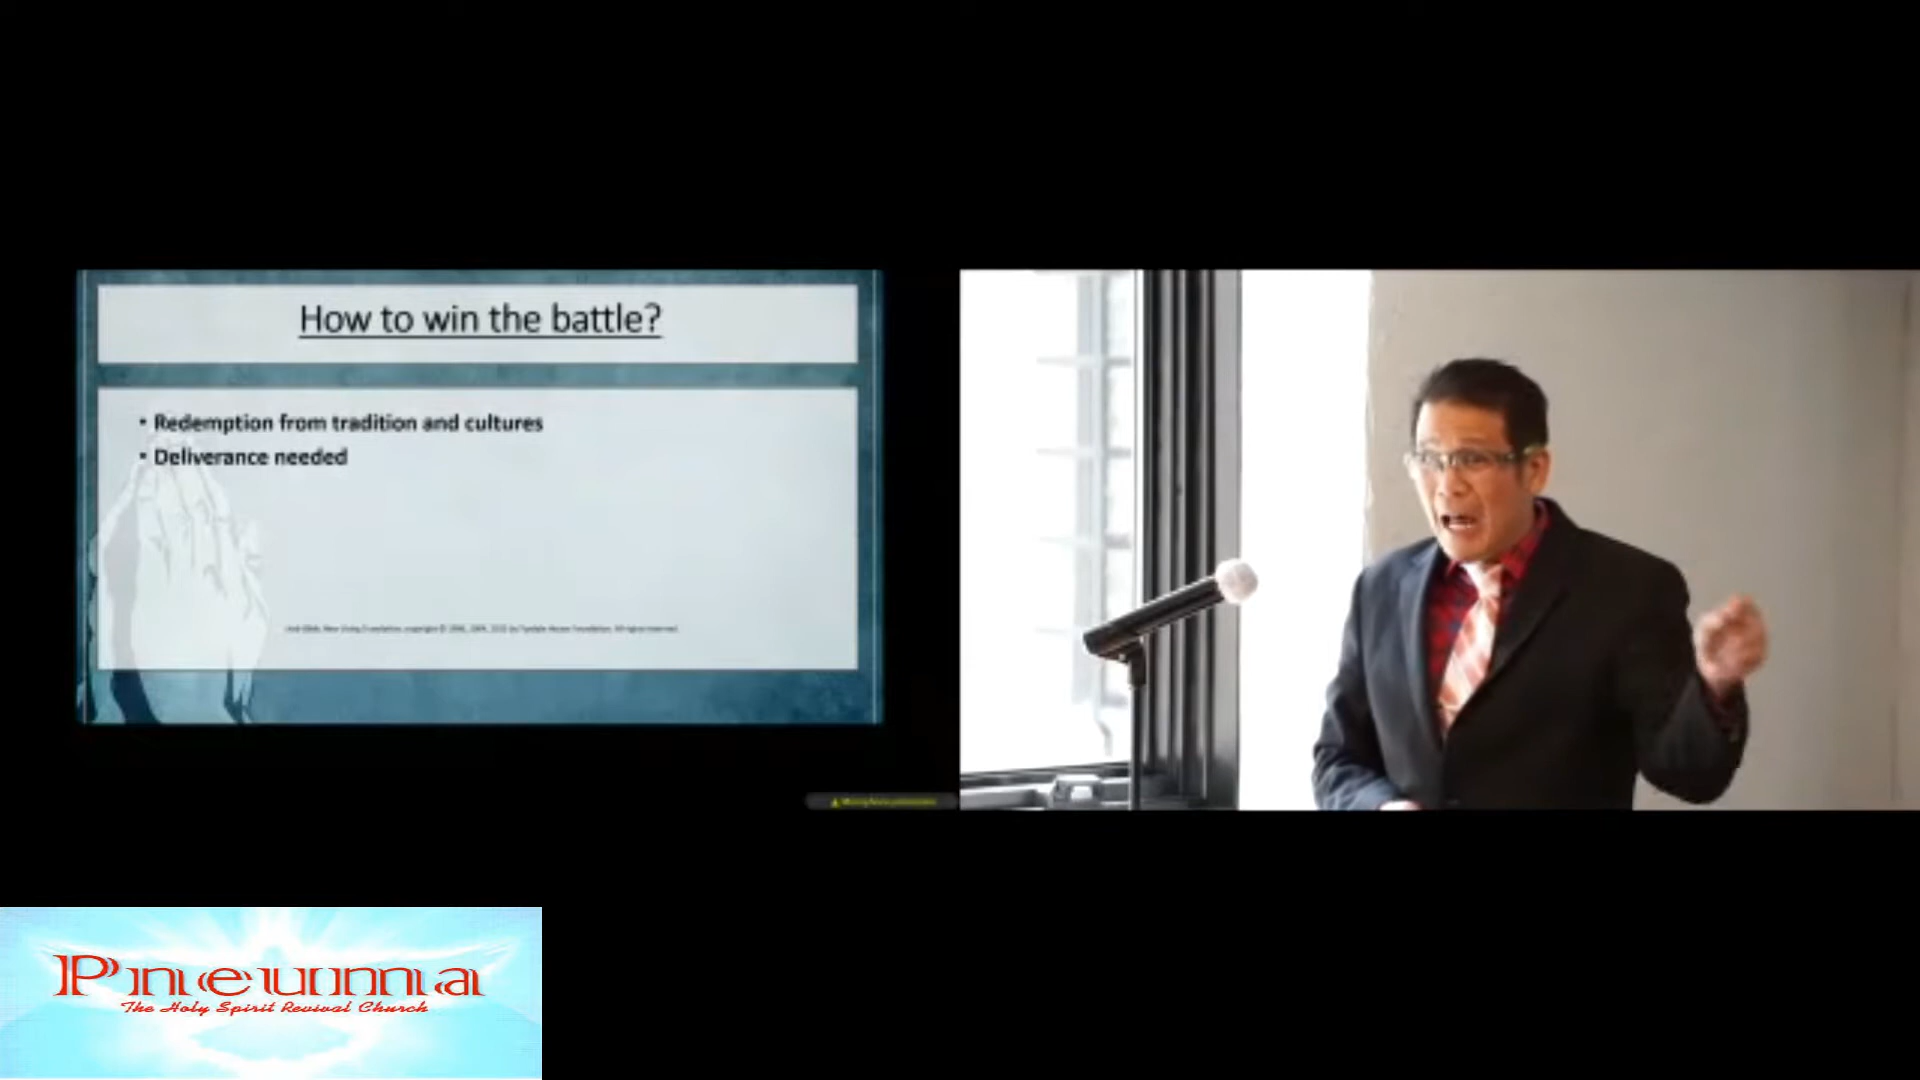 How to win the battle?
• Redemption from tradition and cultures
• Deliverance needed
Pneuma
The Holy Spirit Revival Church